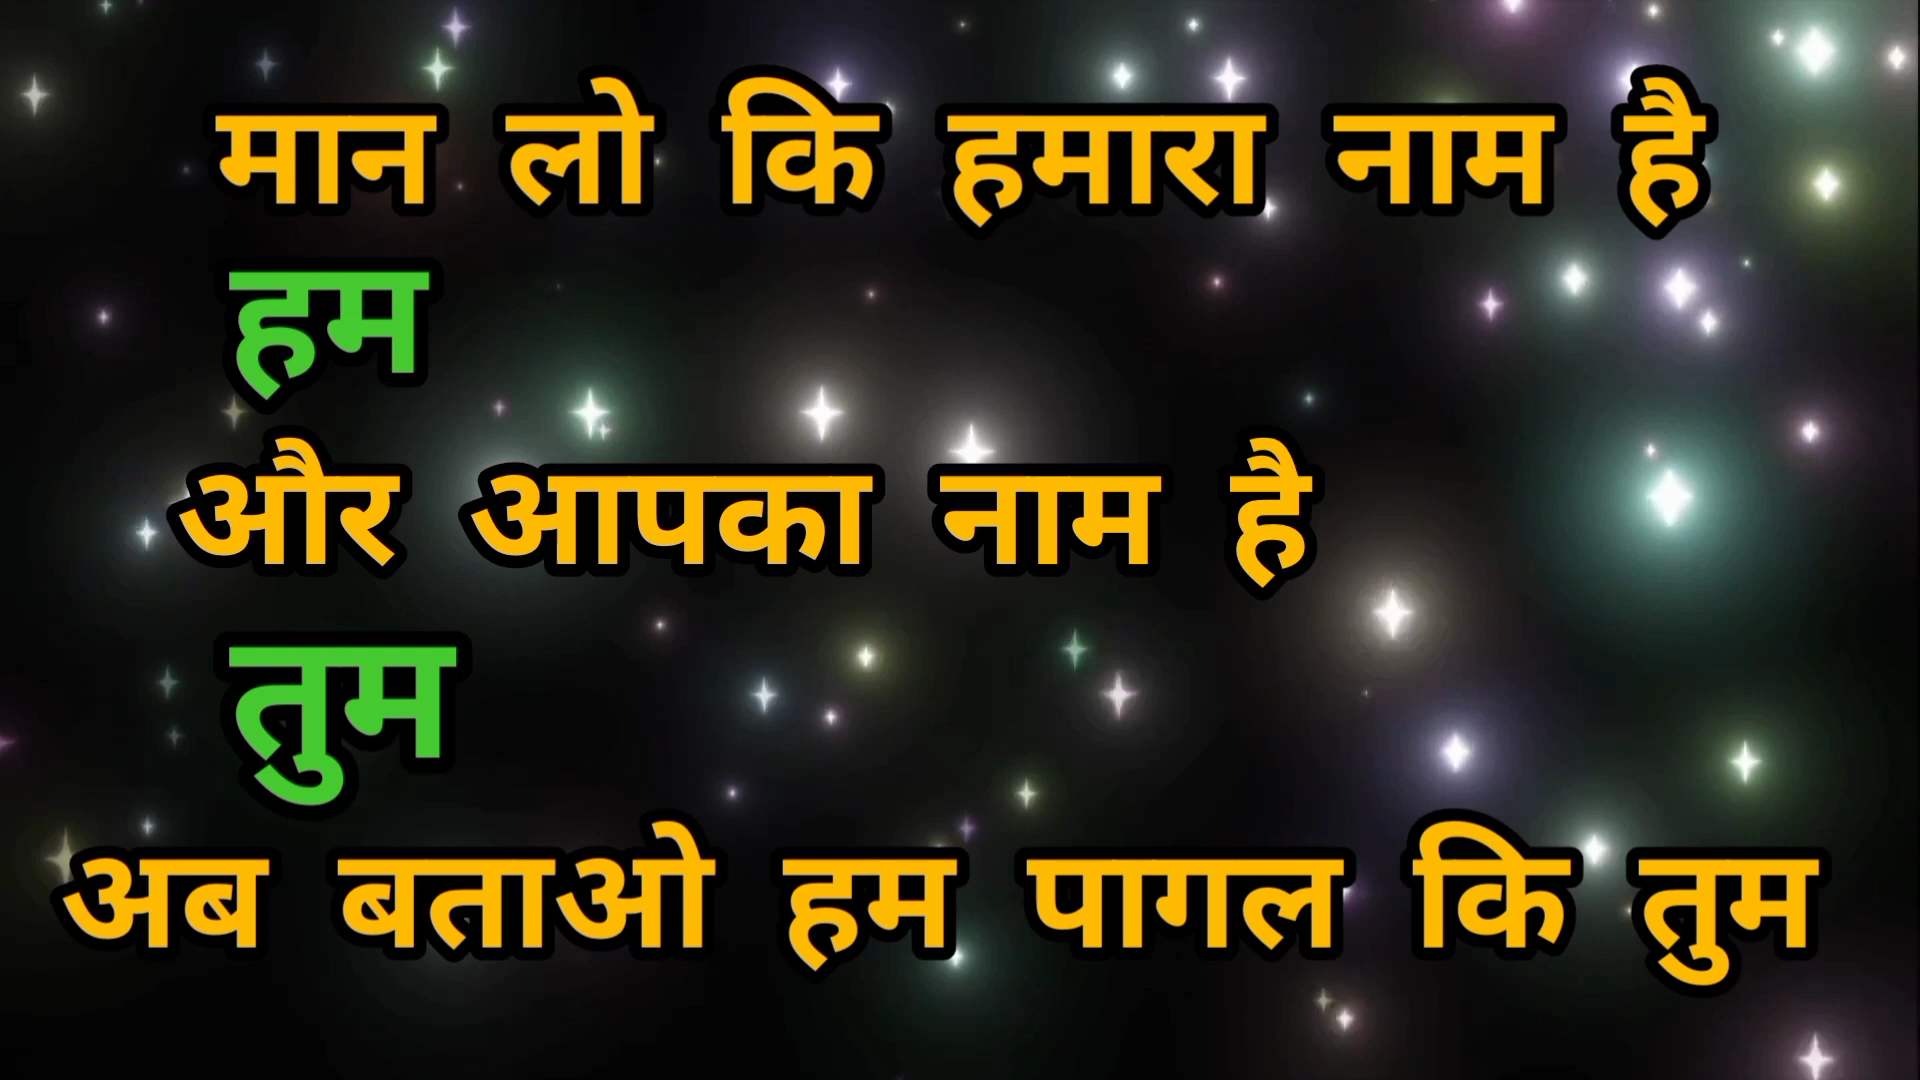 मान लो कि हमारा नाम है
हम
और आपका नाम है
तुम
अब बताओ हम पागल कि तुम